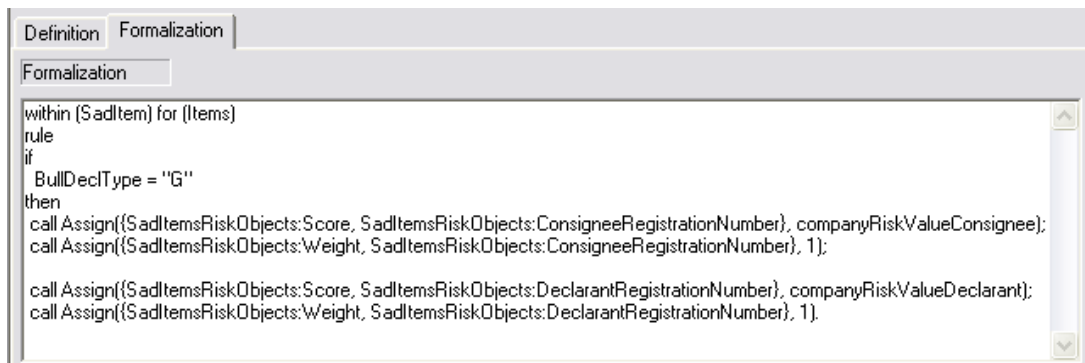 Definition Formalization
Formalization
within (SadItem) for (Items)
rule
if
BullDeclType = "G"
then
call Assign({SadItemsRiskObjects:Score, SadItemsRiskObjects:ConsigneeRegistrationNumber}, companyRiskValueConsignee);
call Assign({SadItemsRiskObjects:Weight, SadItemsRiskObjects:ConsigneeRegistrationNumber}, 1);
call Assign({SadItemsRiskObjects:Score, SadItemsRiskObjects:DeclarantRegistrationNumber}, companyRiskValueDeclarant);
call Assign({SadItemsRiskObjects:Weight, SadItemsRiskObjects:DeclarantRegistrationNumber}, 1).